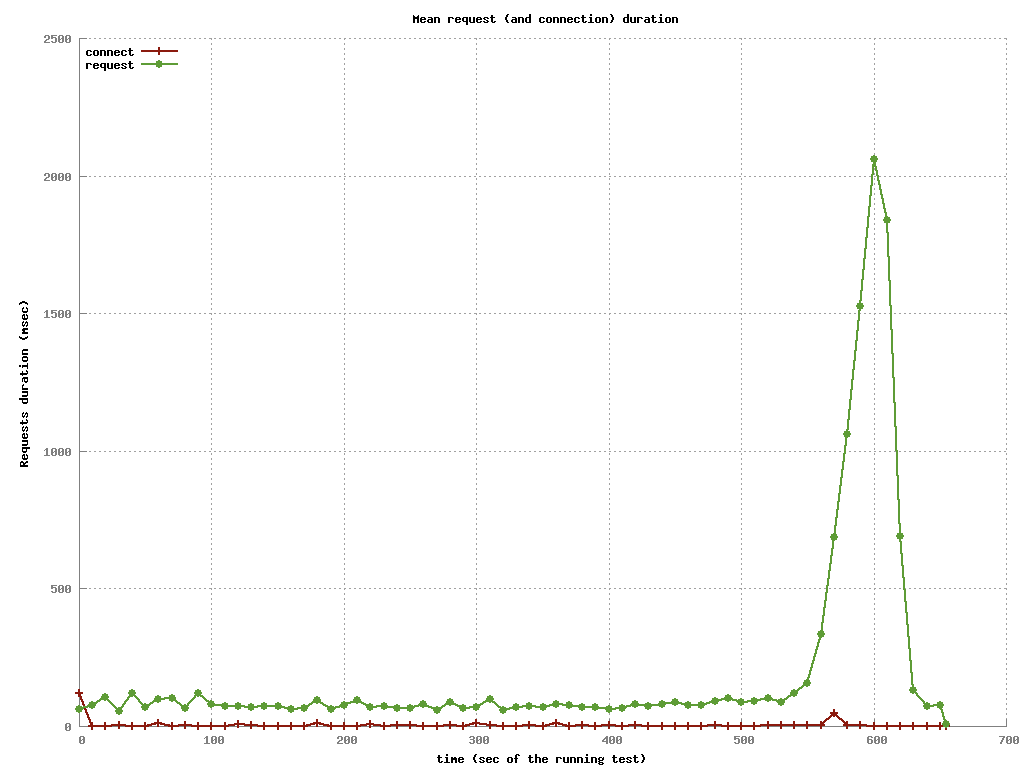 Mean request (and connection) duration
2500
connect
request
2000
1500
Requests duration (msec)
1000
500
0
0 100 200 300 400 500 600 700
time (sec of the running test)